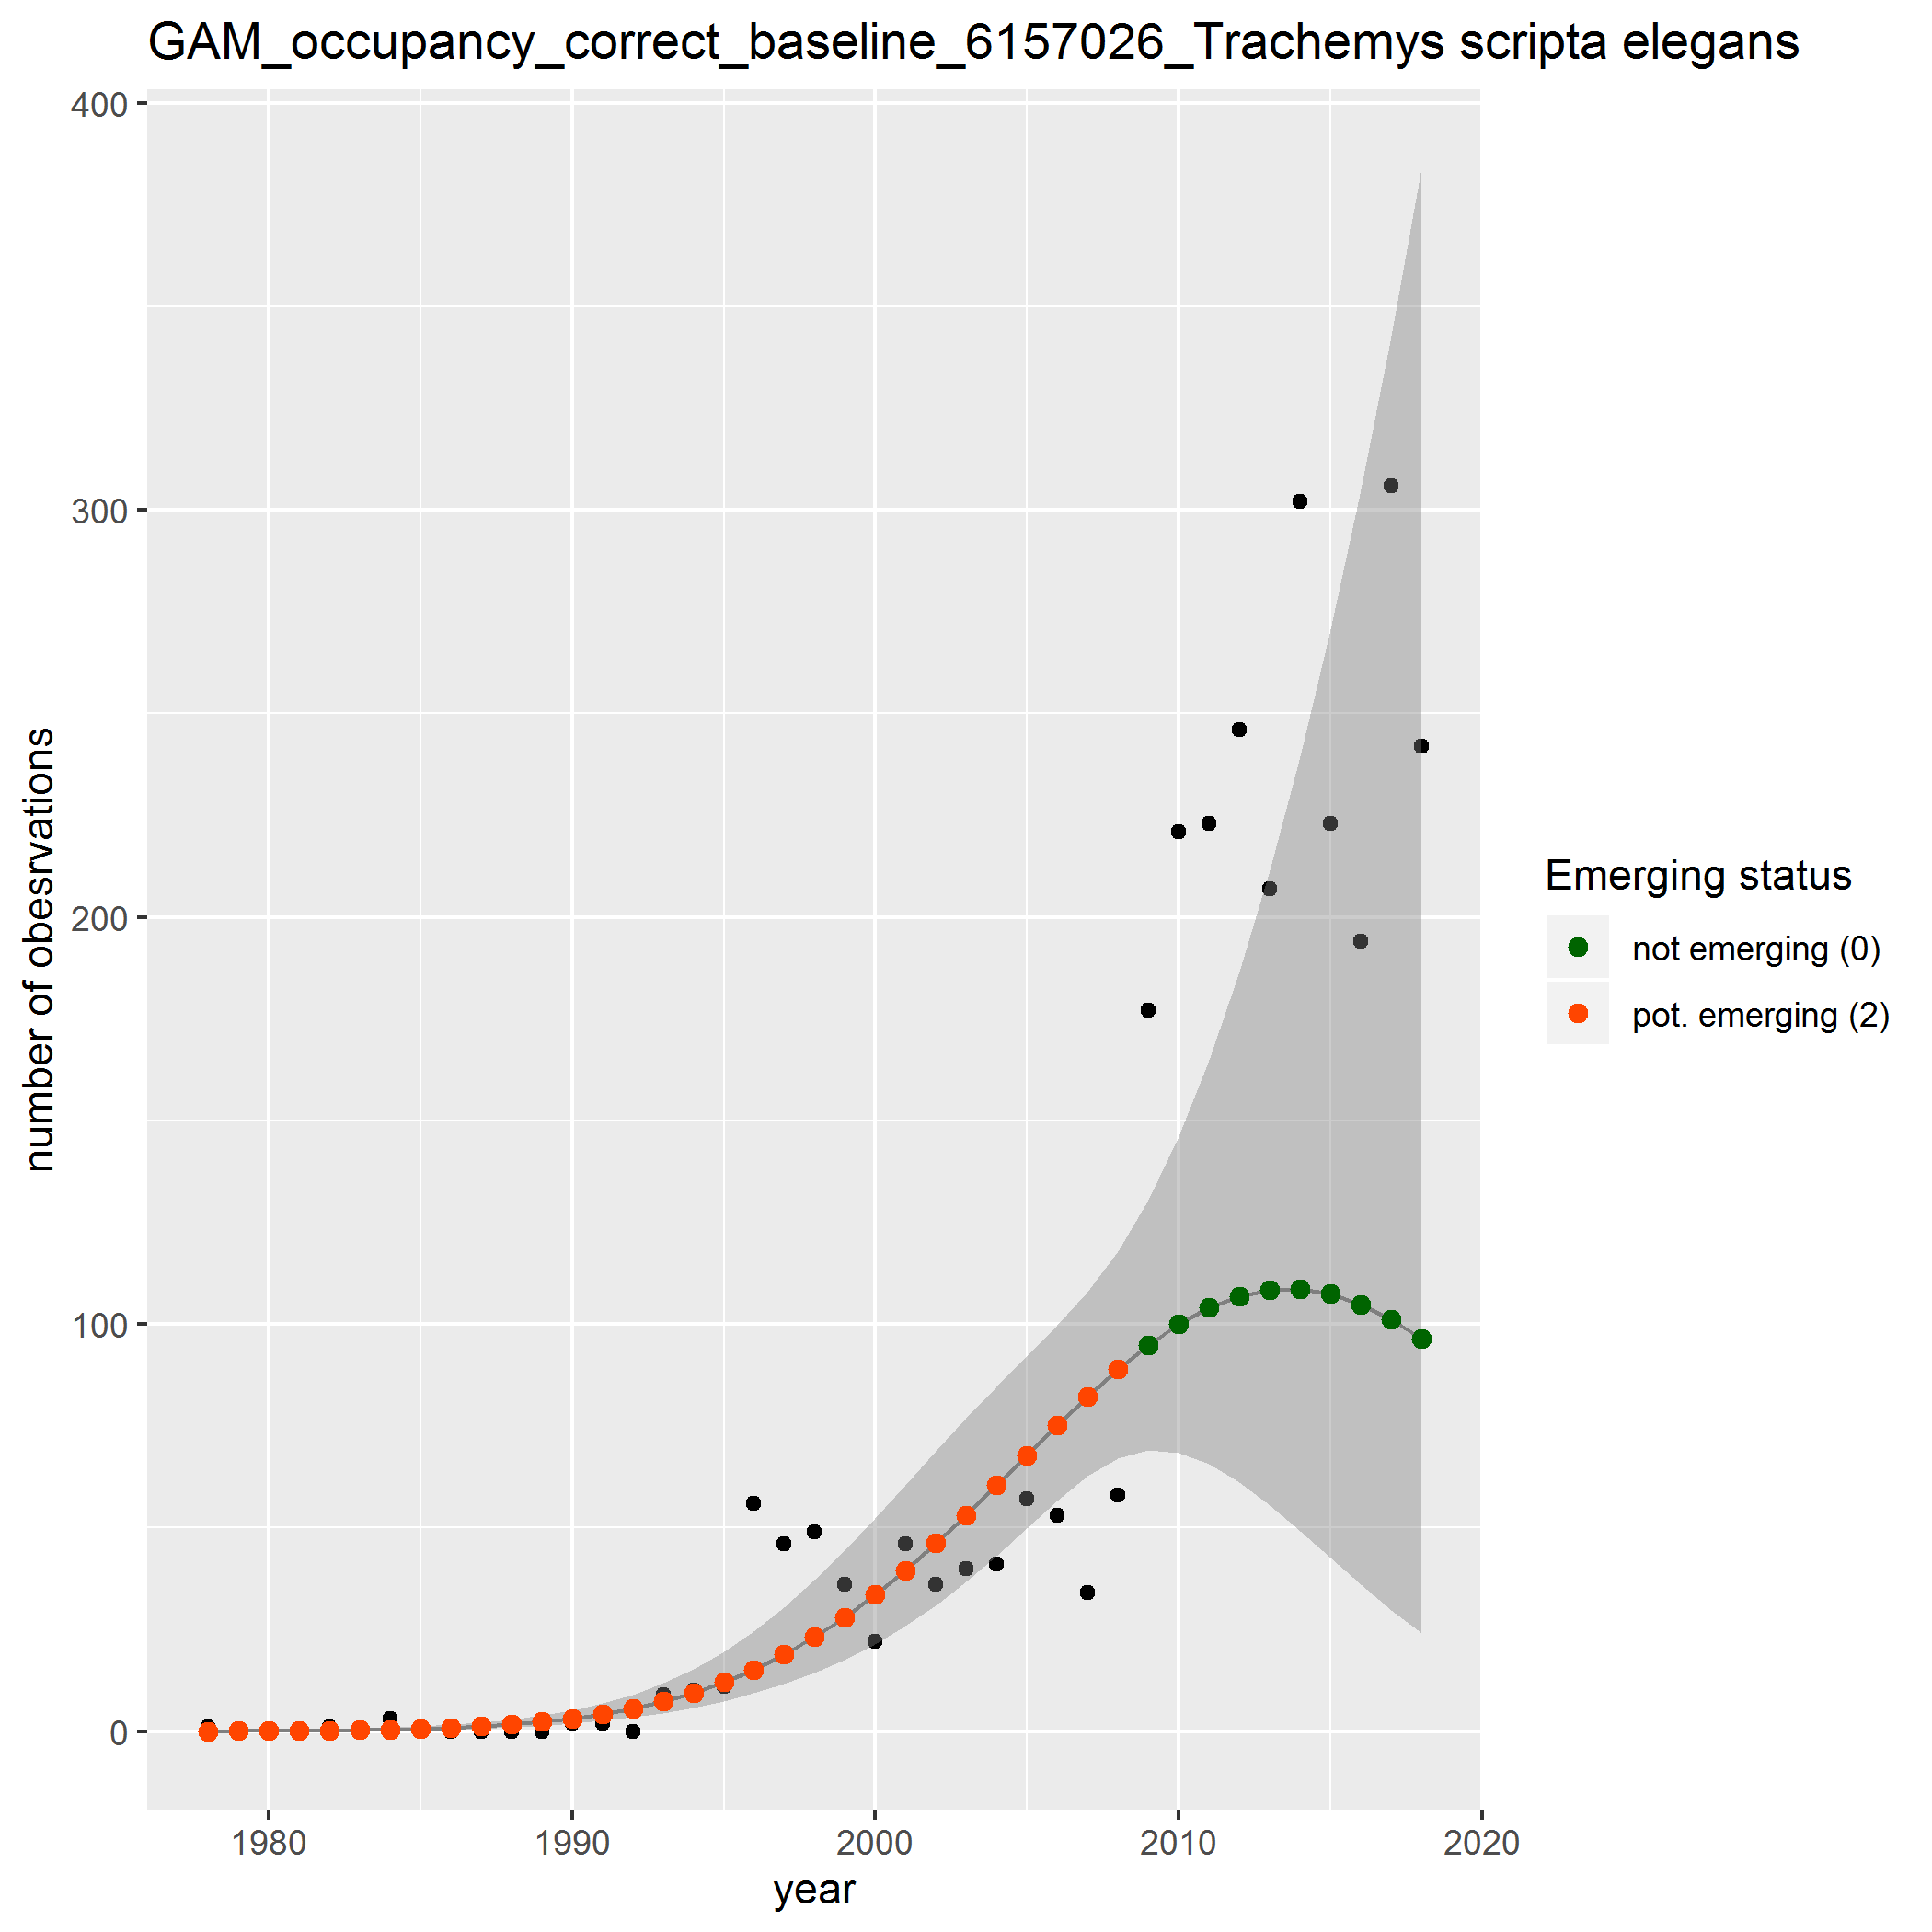 GAM_occupancy_correct_baseline_6157026_Trachemys scripta elegans
400
300
200
100
0
number of obesrvations
1980
1990
2000
2010
2020
year
Emerging status
not emerging (0)
pot. emerging (2)